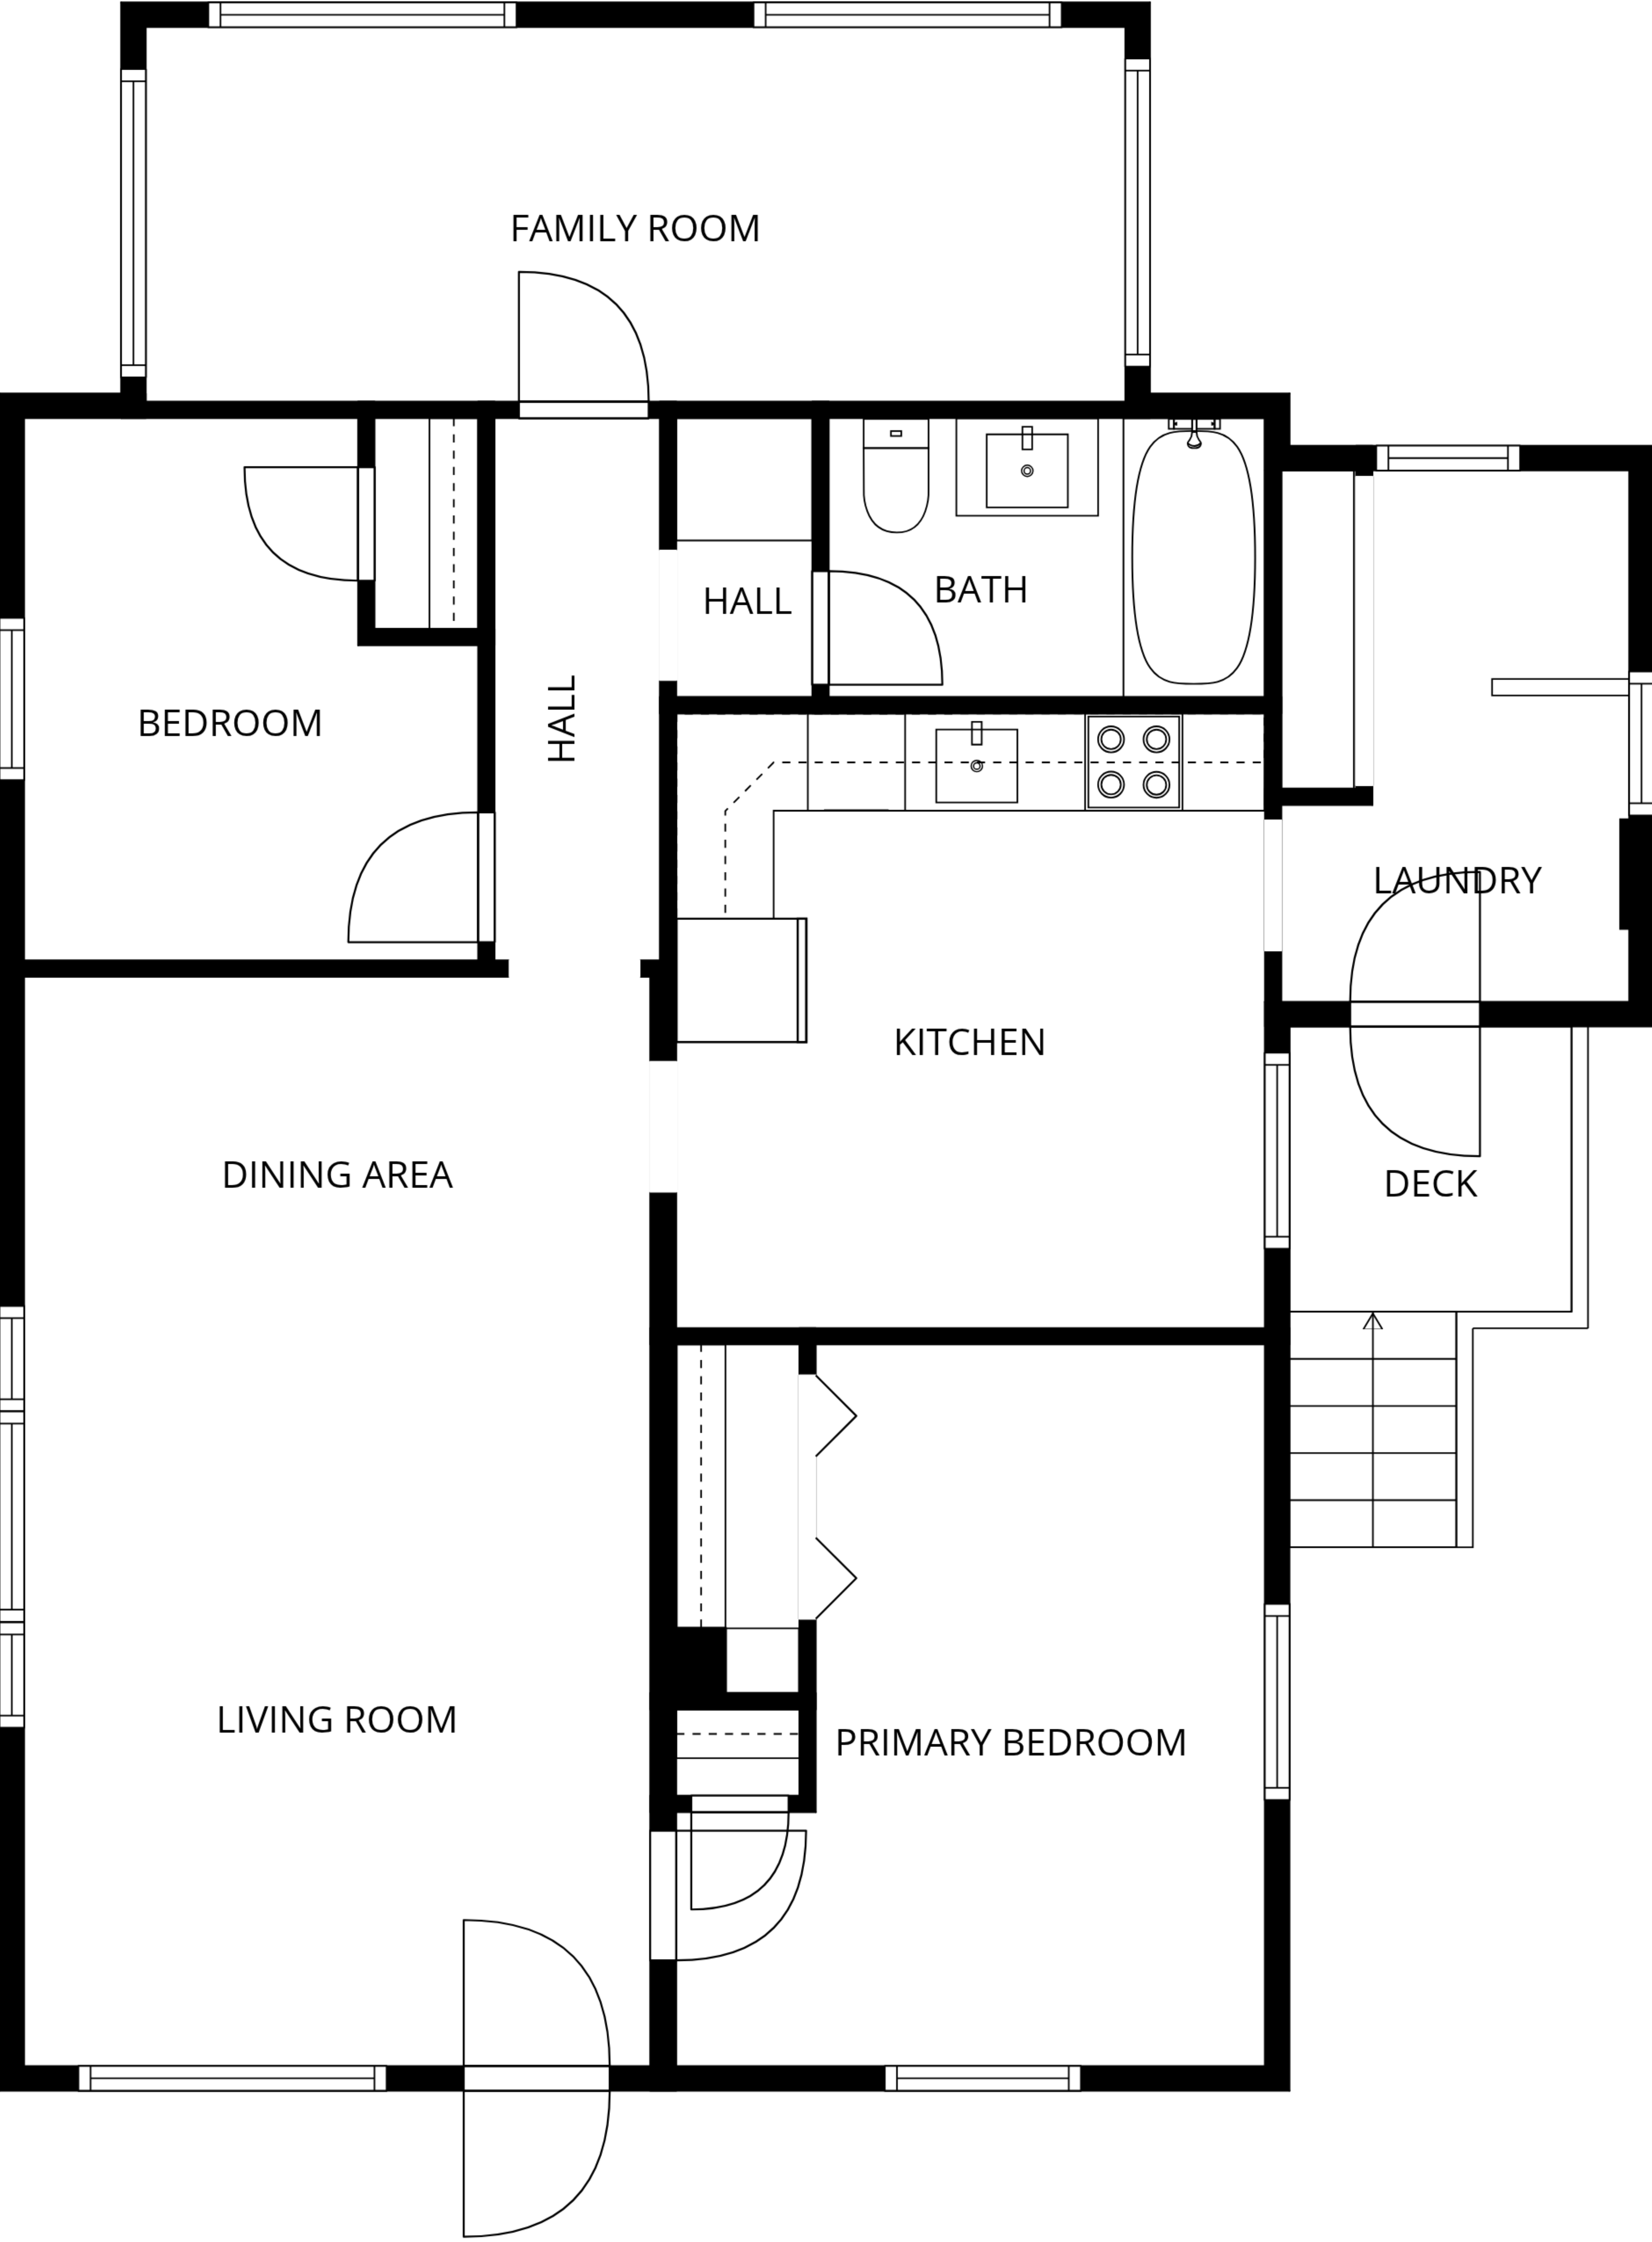 FAMILY ROOM
HALL
BATH
BEDROOM
HALL
LAUNDRY
KITCHEN
DINING AREA
DECK
LIVING ROOM
PRIMARY BEDROOM